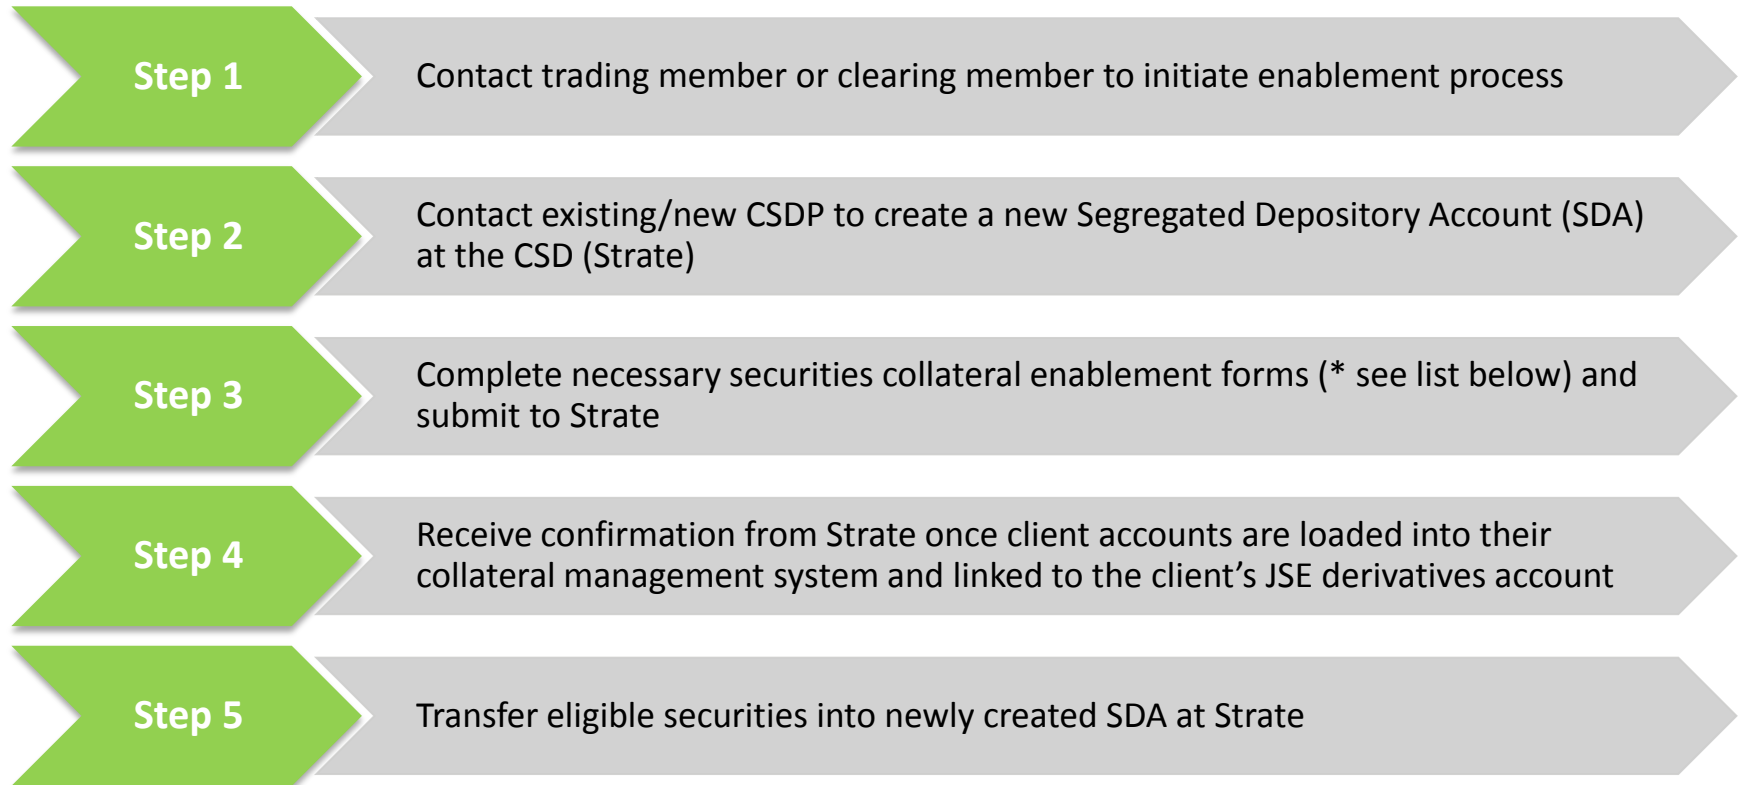 Step 1
Contact trading member or clearing member to initiate enablement process
Step 2
Contact existing/new CSDP to create a new Segregated Depository Account (SDA)
at the CSD (Strate)
Step 3
Complete necessary securities collateral enablement forms (* see list below) and
submit to Strate
Step 4
Receive confirmation from Strate once client accounts are loaded into their
collateral management system and linked to the client’s JSE derivatives account
Step 5
Transfer eligible securities into newly created SDA at Strate